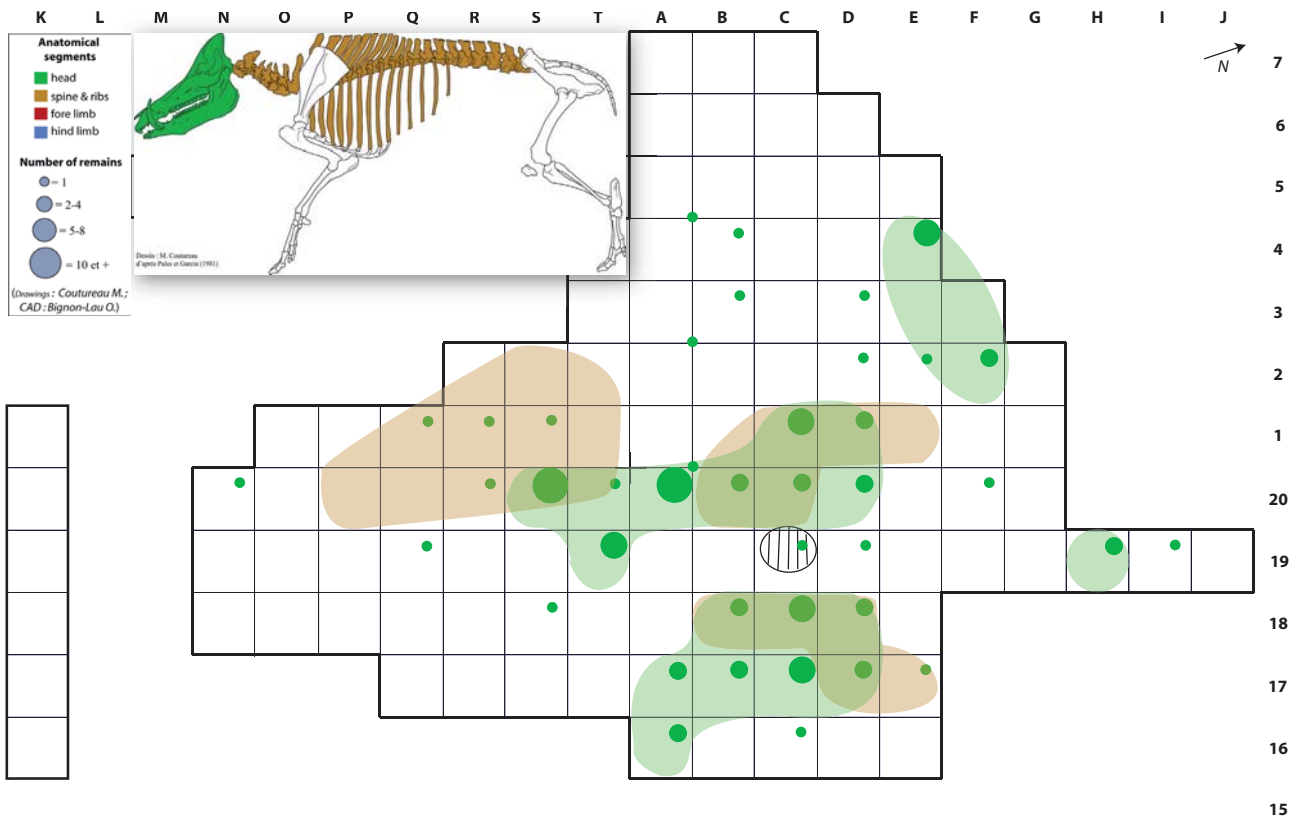 K L M N O P Q R S T A B C D E F G H I J
Anatomical
segments
head
spine & ribs
fore limb
hind limb
Number of remains
= 1
= 2-4
= 5-8
= 10 et +
(Drawings : Coutureau M.;
CAD : Bignon-Lau O.)
Dessin : M. Coutureau
d'après Pales et Garcia (1981)
N
7
6
5
4
3
2
1
20
19
18
17
16
15